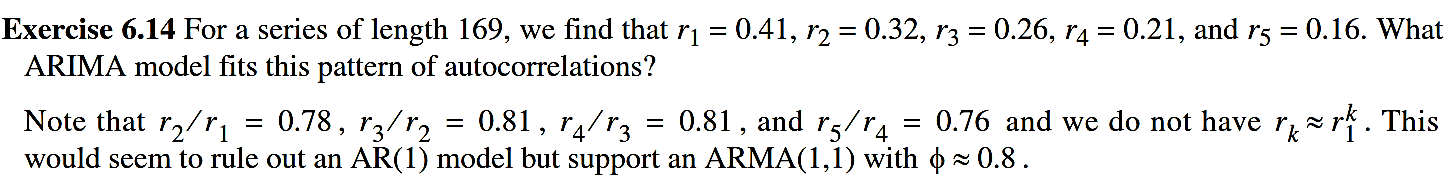 Exercise 6.14 For a series of length 169, we find that r₁ = 0.41, r₂ = 0.32, r₃ = 0.26, r₄ = 0.21, and r₅ = 0.16. What
ARIMA model fits this pattern of autocorrelations?
Note that r₂/r₁ = 0.78, r₃/r₂ = 0.81, r₄/r₃ = 0.81, and r₅/r₄ = 0.76 and we do not have rₖ ≈ r₁ᵏ. This
would seem to rule out an AR(1) model but support an ARMA(1,1) with ϕ ≈ 0.8.